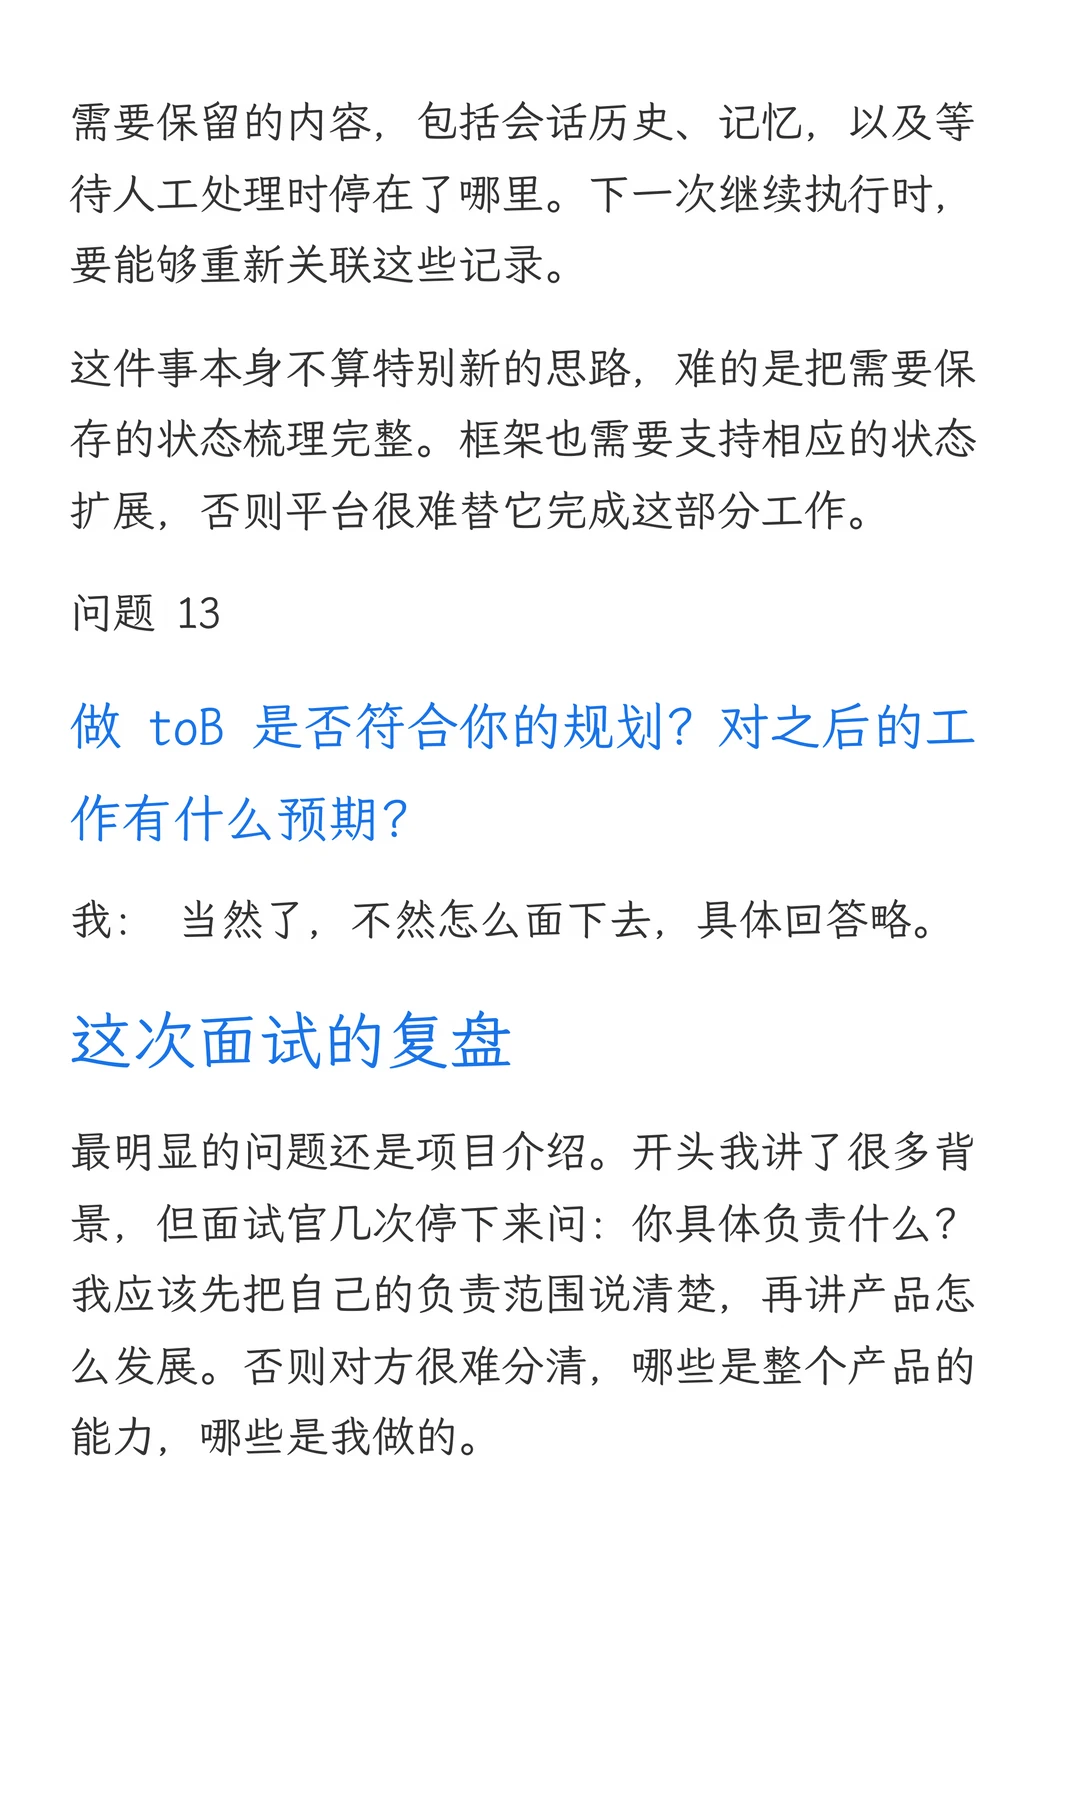 需要保留的内容，包括会话历史、记忆，以及等
待人工处理时停在了哪里。下一次继续执行时，
要能够重新关联这些记录。
这件事本身不算特别新的思路，难的是把需要保
存的状态梳理完整。框架也需要支持相应的状态
扩展，否则平台很难替它完成这部分工作。
问题 13
做 toB 是否符合你的规划？对之后的工
作有什么预期？
我： 当然了，不然怎么面下去，具体回答略。
这次面试的复盘
最明显的问题还是项目介绍。开头我讲了很多背
景，但面试官几次停下来问：你具体负责什么？
我应该先把自己的负责范围说清楚，再讲产品怎
么发展。否则对方很难分清，哪些是整个产品的
能力，哪些是我做的。